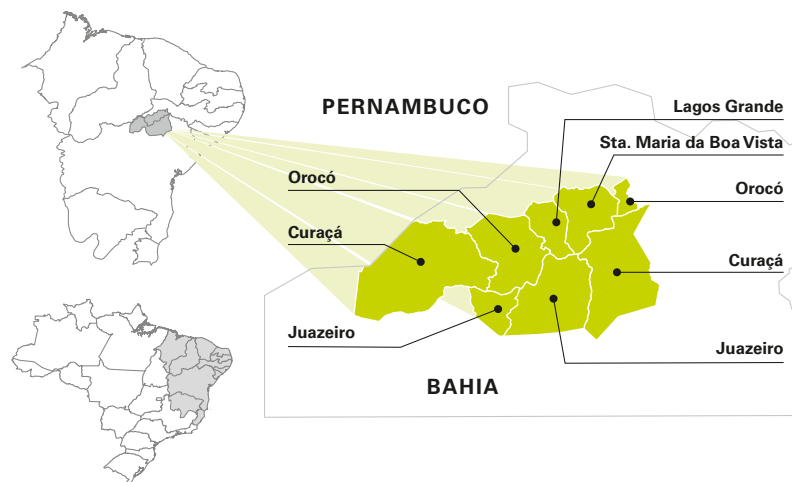 Lagos Grande
PERNAMBUCO
Sta. Maria da Boa Vista
Orocó
Orocó
Curaçá
Curaçá
Juazeiro
Juazeiro
BAHIA